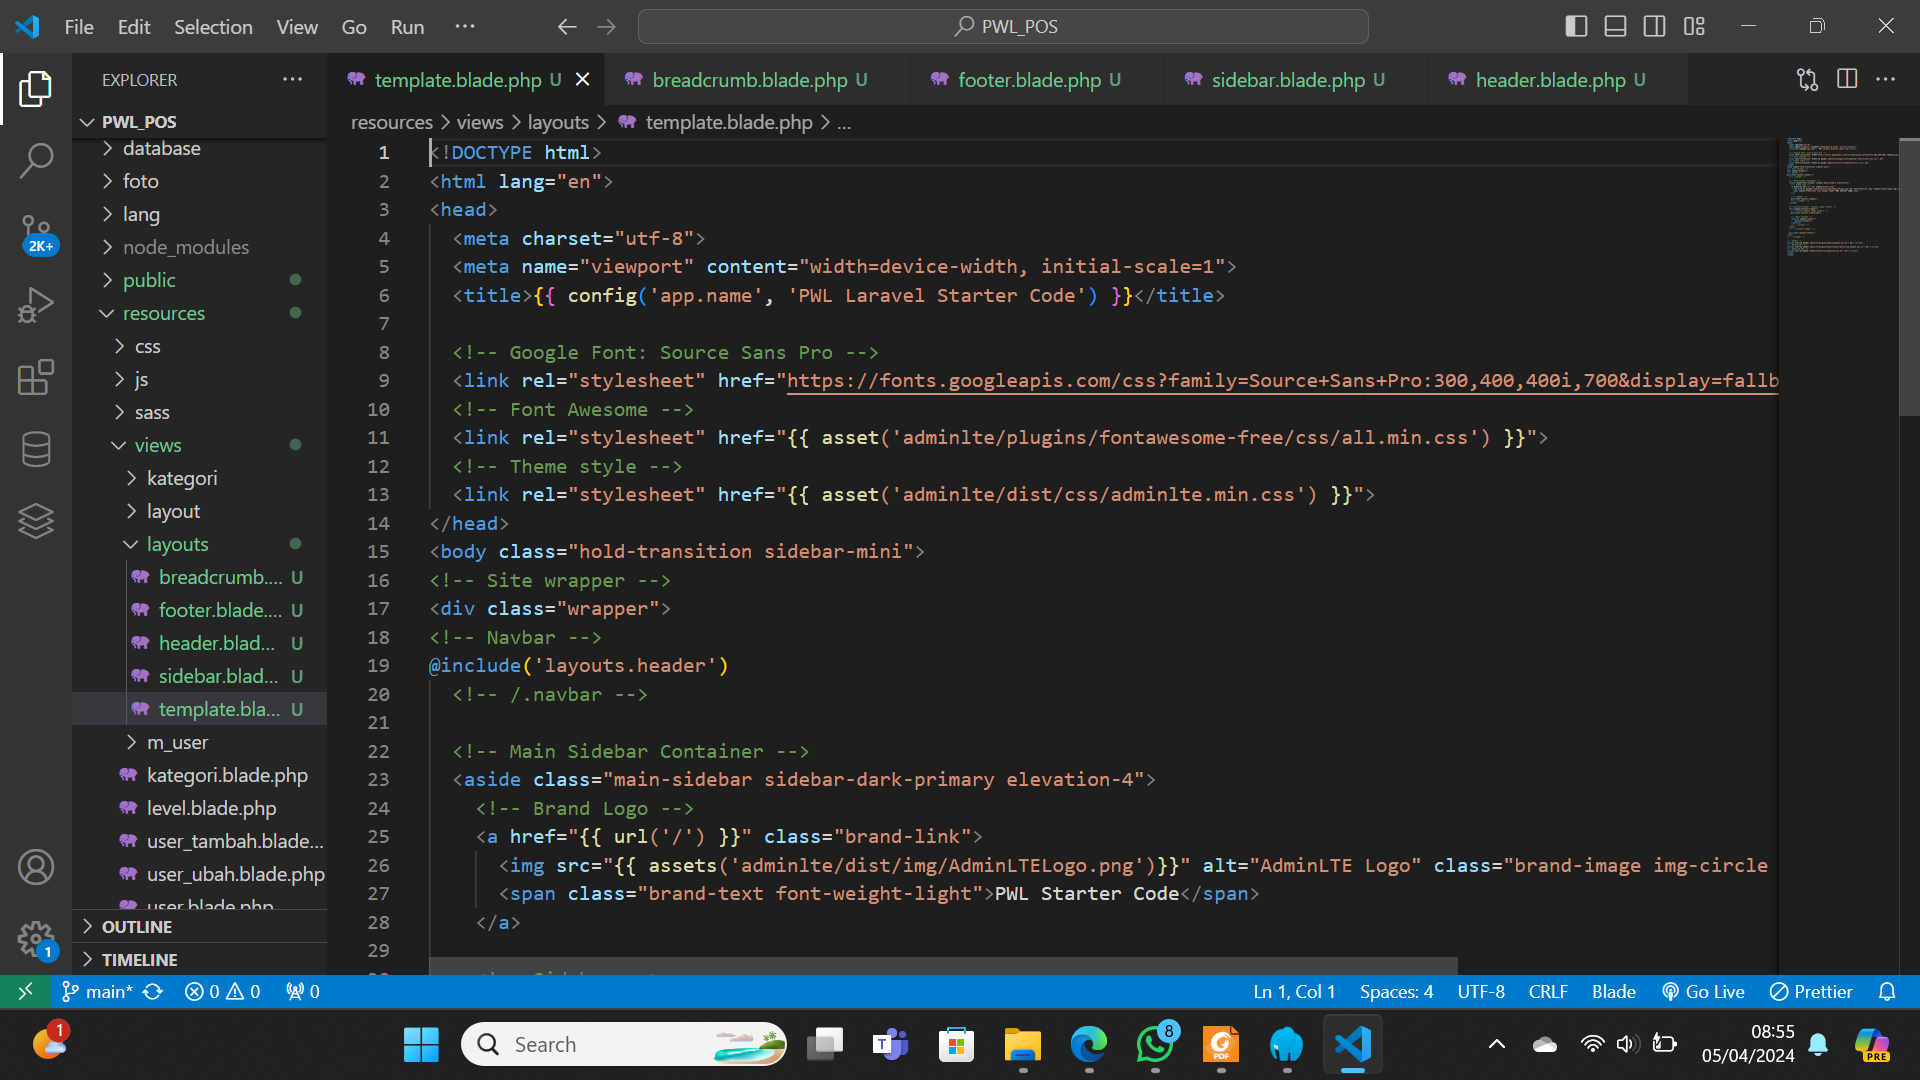 File Edit Selection View Go Run ···
PWL_POS
EXPLORER ···
PWL_POS
database
foto
lang
node_modules
public
resources
css
js
sass
views
kategori
layout
layouts
breadcrumb.... U
footer.blade.... U
header.blad... U
sidebar.blad... U
template.bla... U
m_user
kategori.blade.php
level.blade.php
user_tambah.blade...
user_ubah.blade.php
user.blade.php
OUTLINE
TIMELINE
2K+
1
template.blade.php U
breadcrumb.blade.php U
footer.blade.php U
sidebar.blade.php U
header.blade.php U
resources > views > layouts > template.blade.php > ...
1 <!DOCTYPE html>
2 <html lang="en">
3 <head>
4 <meta charset="utf-8">
5 <meta name="viewport" content="width=device-width, initial-scale=1">
6 <title>{{ config('app.name', 'PWL Laravel Starter Code') }}</title>
7
8 <!-- Google Font: Source Sans Pro -->
9 <link rel="stylesheet" href="https://fonts.googleapis.com/css?family=Source+Sans+Pro:300,400,400i,700&display=fallb
10 <!-- Font Awesome -->
11 <link rel="stylesheet" href="{{ asset('adminlte/plugins/fontawesome-free/css/all.min.css') }}">
12 <!-- Theme style -->
13 <link rel="stylesheet" href="{{ asset('adminlte/dist/css/adminlte.min.css') }}">
14 </head>
15 <body class="hold-transition sidebar-mini">
16 <!-- Site wrapper -->
17 <div class="wrapper">
18 <!-- Navbar -->
19 @include('layouts.header')
20 <!-- /.navbar -->
21
22 <!-- Main Sidebar Container -->
23 <aside class="main-sidebar sidebar-dark-primary elevation-4">
24 <!-- Brand Logo -->
25 <a href="{{ url('/') }}" class="brand-link">
26 <img src="{{ assets('adminlte/dist/img/AdminLTELogo.png')}}" alt="AdminLTE Logo" class="brand-image img-circle
27 <span class="brand-text font-weight-light">PWL Starter Code</span>
28 </a>
29
main* 0 0 0
Ln 1, Col 1 Spaces: 4 UTF-8 CRLF Blade Go Live Prettier
1
Search
8
PDF
08:55
05/04/2024
PRE